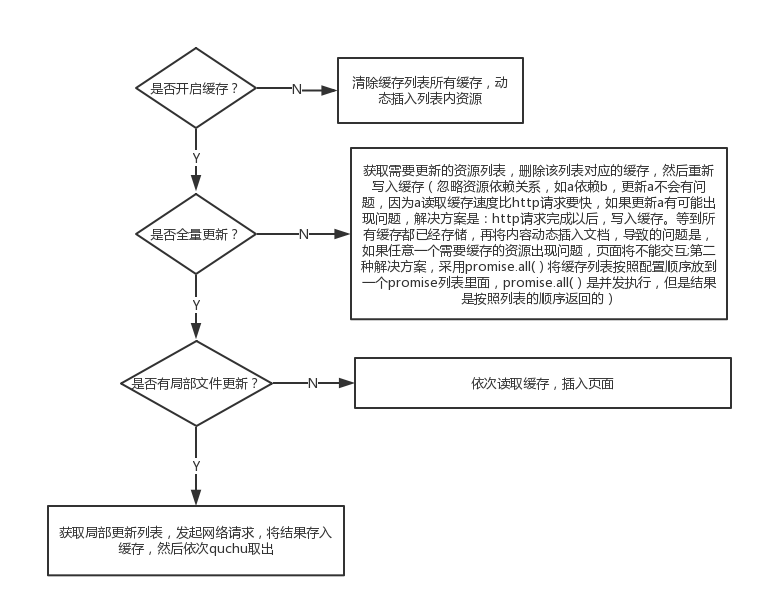 是否开启缓存？
N
清除缓存列表所有缓存，动
态插入列表内资源
Y
获取需要更新的资源列表，删除该列表对应的缓存，然后重新
写入缓存（忽略资源依赖关系，如a依赖b，更新a不会有问
题，因为a读取缓存速度比http请求要快，如果更新a有可能出
现问题，解决方案是：http请求完成以后，写入缓存。等到所
有缓存都已经存储，再将内容动态插入文档，导致的问题是，
如果任意一个需要缓存的资源出现问题，页面将不能交互;第二
种解决方案，采用promise.all( ) 将缓存列表按照配置顺序放到
一个promise列表里面，promise.all( ) 是并发执行，但是结果
是按照列表的顺序返回的）
是否全量更新？
N
Y
是否有局部文件更新？
N
依次读取缓存，插入页面
Y
获取局部更新列表，发起网络请求，将结果存入
缓存，然后依次quchu取出